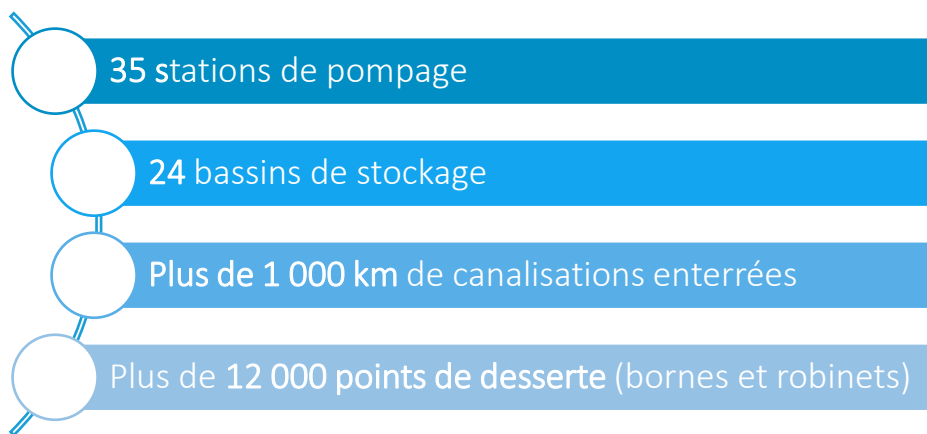 35 stations de pompage
24 bassins de stockage
Plus de 1 000 km de canalisations enterrées
Plus de 12 000 points de desserte (bornes et robinets)